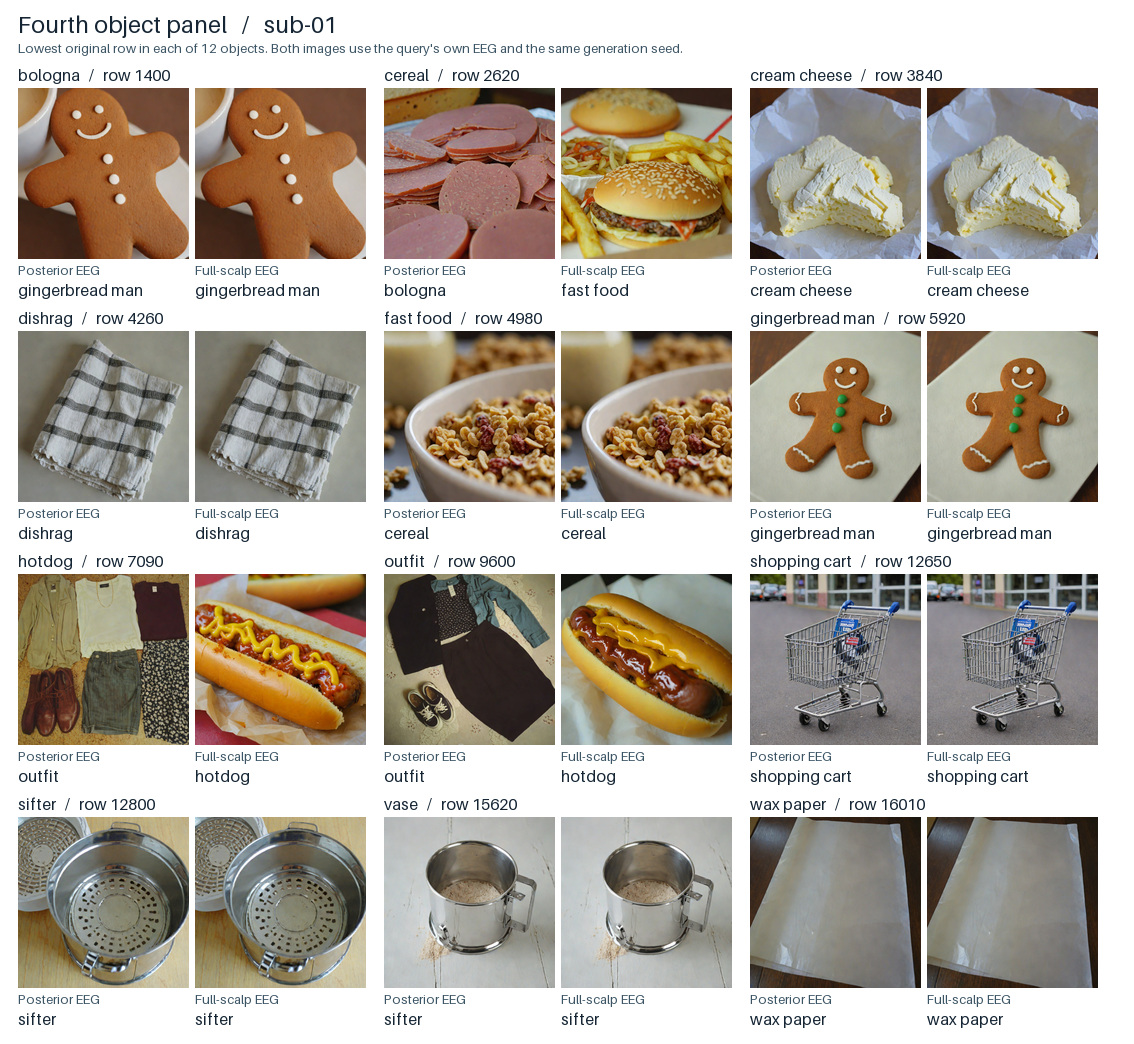 Fourth object panel / sub-01
Lowest original row in each of 12 objects. Both images use the query's own EEG and the same generation seed.
bologna / row 1400
cereal / row 2620
cream cheese / row 3840
Posterior EEG
Full-scalp EEG
Posterior EEG
Full-scalp EEG
Posterior EEG
Full-scalp EEG
gingerbread man
gingerbread man
bologna
fast food
cream cheese
cream cheese
dishrag / row 4260
fast food / row 4980
gingerbread man / row 5920
Posterior EEG
Full-scalp EEG
Posterior EEG
Full-scalp EEG
Posterior EEG
Full-scalp EEG
dishrag
dishrag
cereal
cereal
gingerbread man
gingerbread man
hotdog / row 7090
outfit / row 9600
shopping cart / row 12650
Posterior EEG
Full-scalp EEG
Posterior EEG
Full-scalp EEG
Posterior EEG
Full-scalp EEG
outfit
hotdog
outfit
hotdog
shopping cart
shopping cart
sifter / row 12800
vase / row 15620
wax paper / row 16010
Posterior EEG
Full-scalp EEG
Posterior EEG
Full-scalp EEG
Posterior EEG
Full-scalp EEG
sifter
sifter
sifter
sifter
wax paper
wax paper